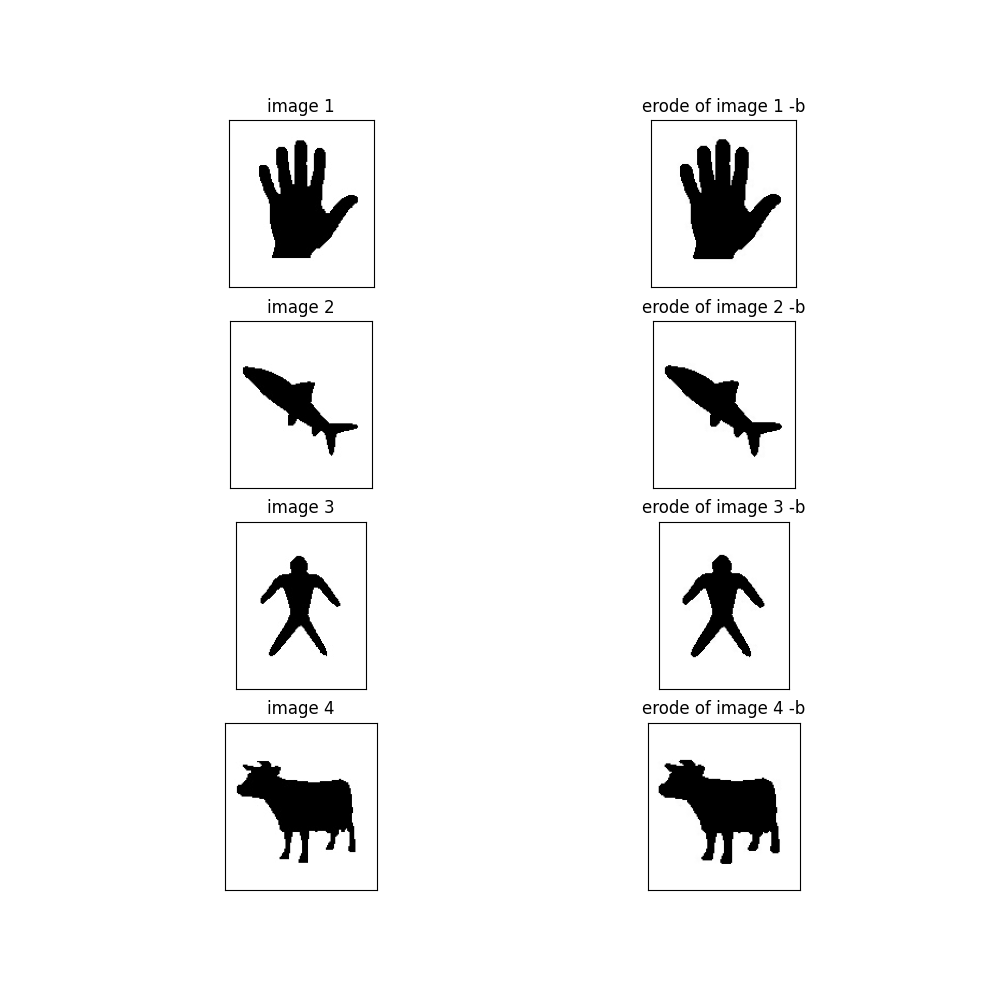 image 1
erode of image 1 -b
image 2
erode of image 2 -b
image 3
erode of image 3 -b
image 4
erode of image 4 -b